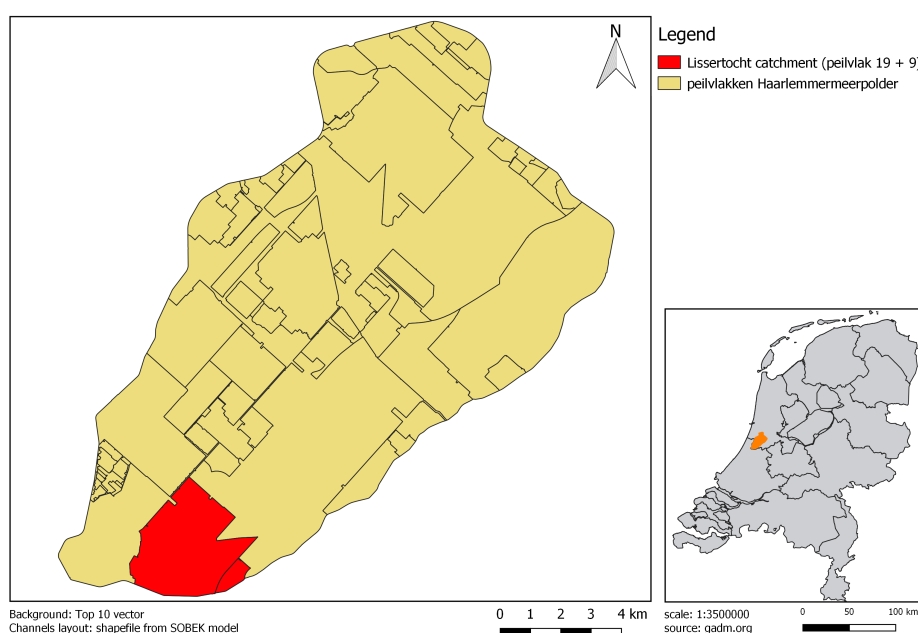 N
Legend
Lissertocht catchment (peilvlak 19 + 9)
peilvlakken Haarlemmermeerpolder
Background: Top 10 vector
Channels layout: shapefile from SOBEK model
0 1 2 3 4 km
scale: 1:3500000
source: gadm.org
0 50 100 km